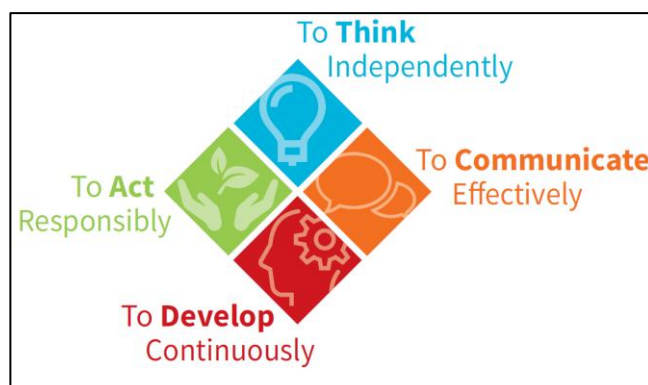 To Think
Independently
To Communicate
Effectively
To Act
Responsibly
To Develop
Continuously